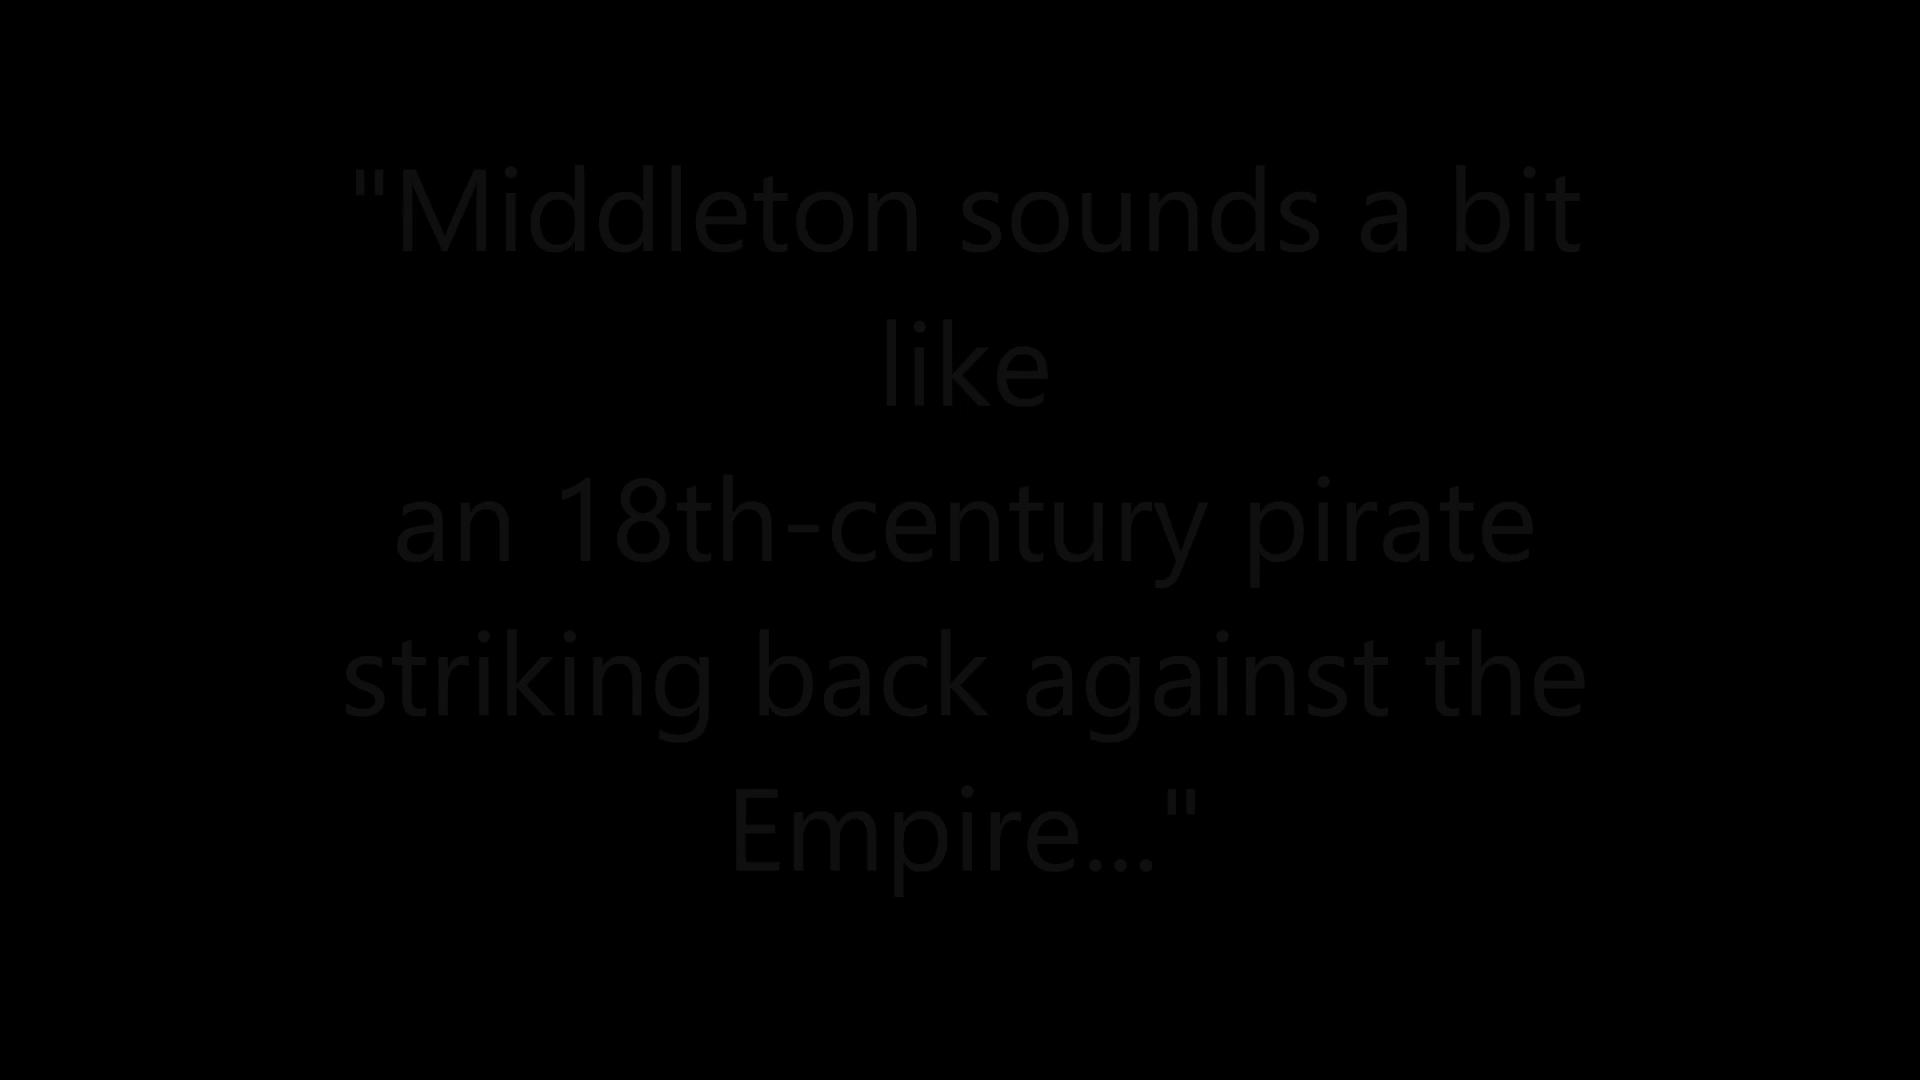 "Middleton sounds a bit
like
an 18th-century pirate
striking back against the
Empire..."